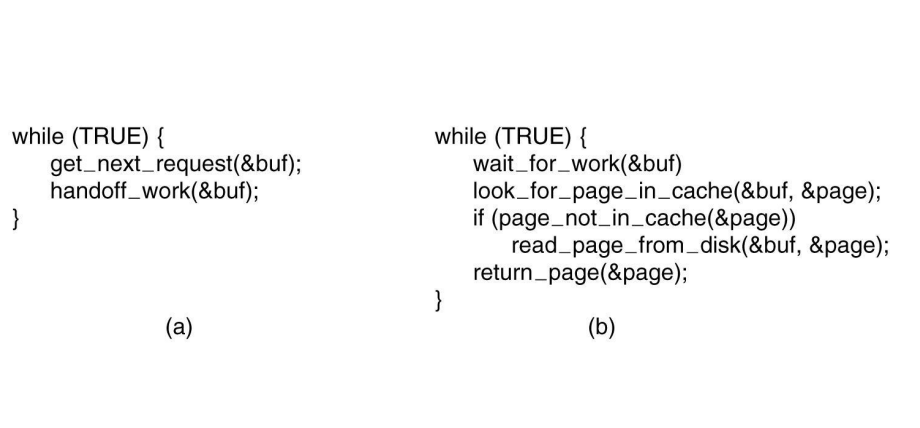 while (TRUE) {
get_next_request(&buf);
handoff_work(&buf);
}
(a)
while (TRUE) {
wait_for_work(&buf)
look_for_page_in_cache(&buf, &page);
if (page_not_in_cache(&page))
read_page_from_disk(&buf, &page);
return_page(&page);
}
(b)